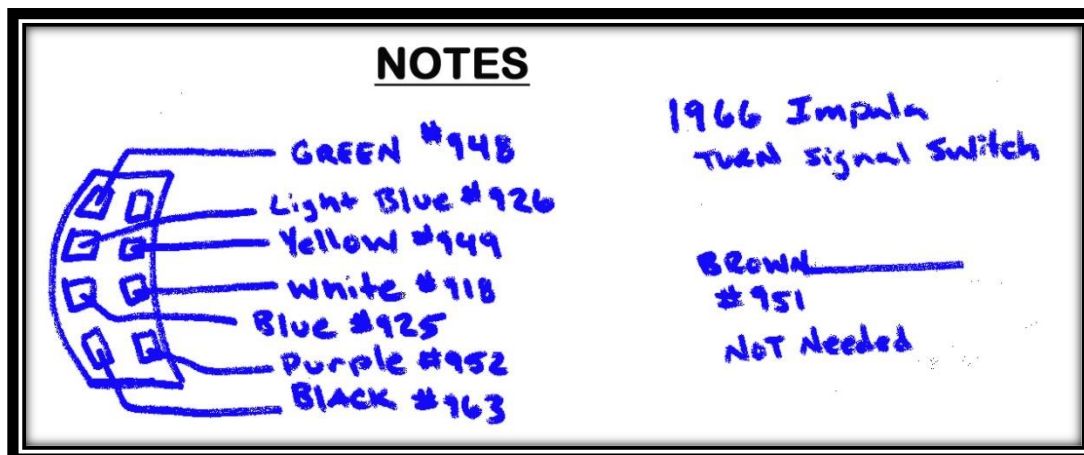 NOTES
GREEN #948
Light Blue #926
Yellow #949
White #918
Blue #925
Purple #952
BLACK #963
1966 Impala
TURN Signal Switch
BROWN
#951
NOT Needed